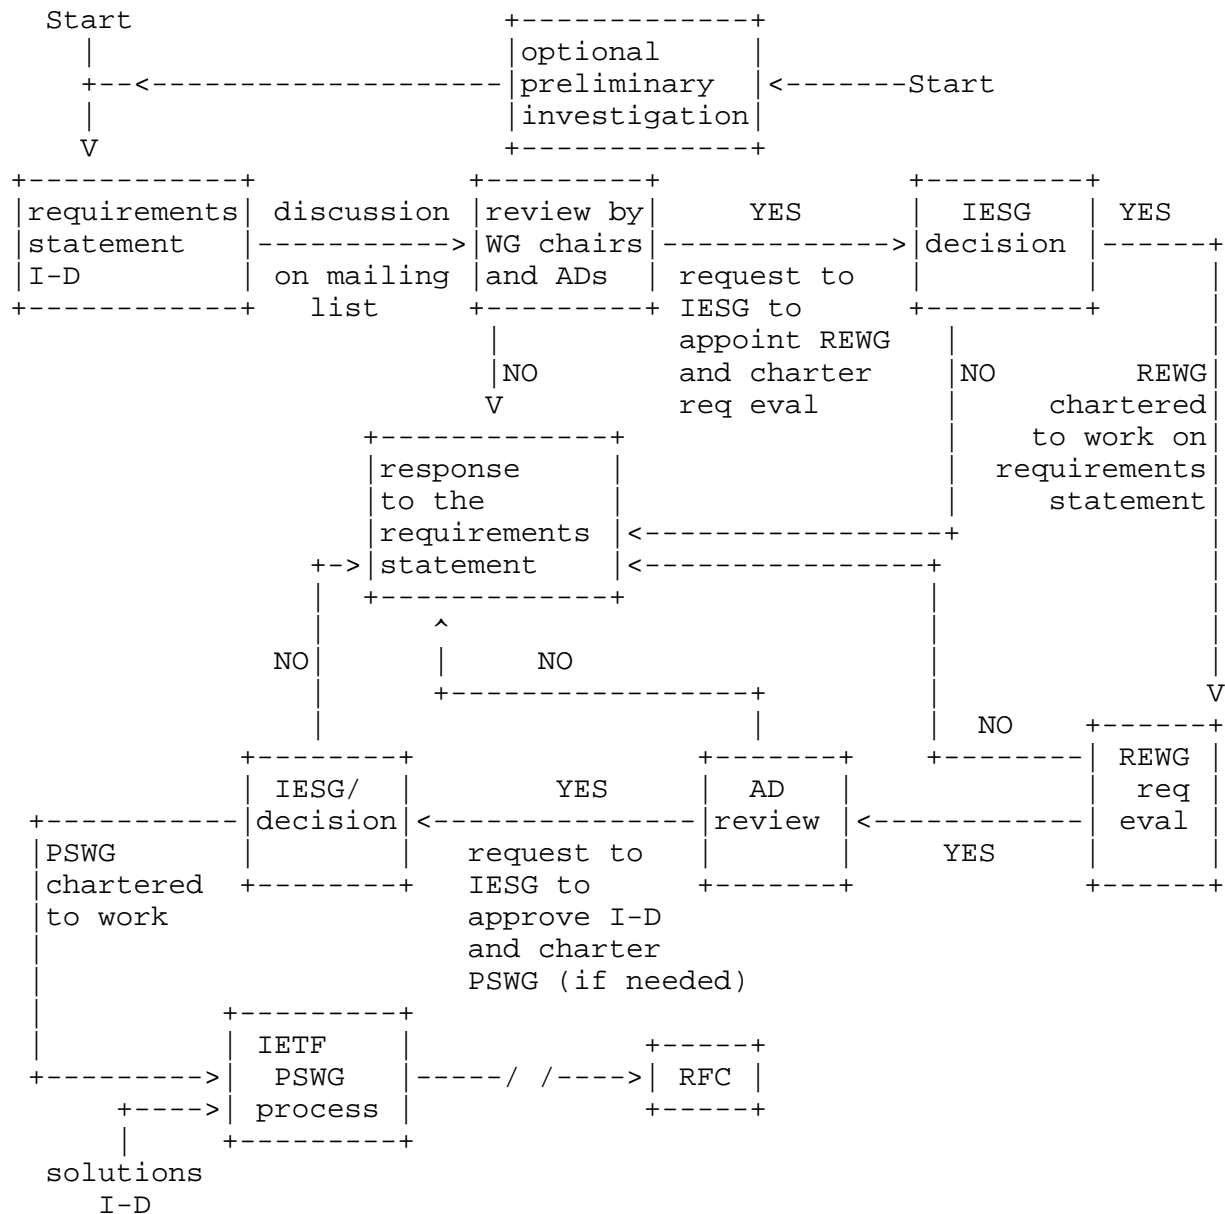 Start
optional
preliminary
investigation
Start
requirements
statement
I-D
discussion
on mailing
list
review by
WG chairs
and ADs
YES
request to
IESG to
appoint REWG
and charter
req eval
IESG
decision
YES
NO
NO
REWG
chartered
to work on
requirements
statement
response
to the
requirements
statement
NO
NO
NO
IESG/
decision
YES
request to
IESG to
approve I-D
and charter
PSWG (if needed)
AD
review
YES
REWG
req
eval
PSWG
chartered
to work
IETF
PSWG
process
/ /
RFC
solutions
I-D